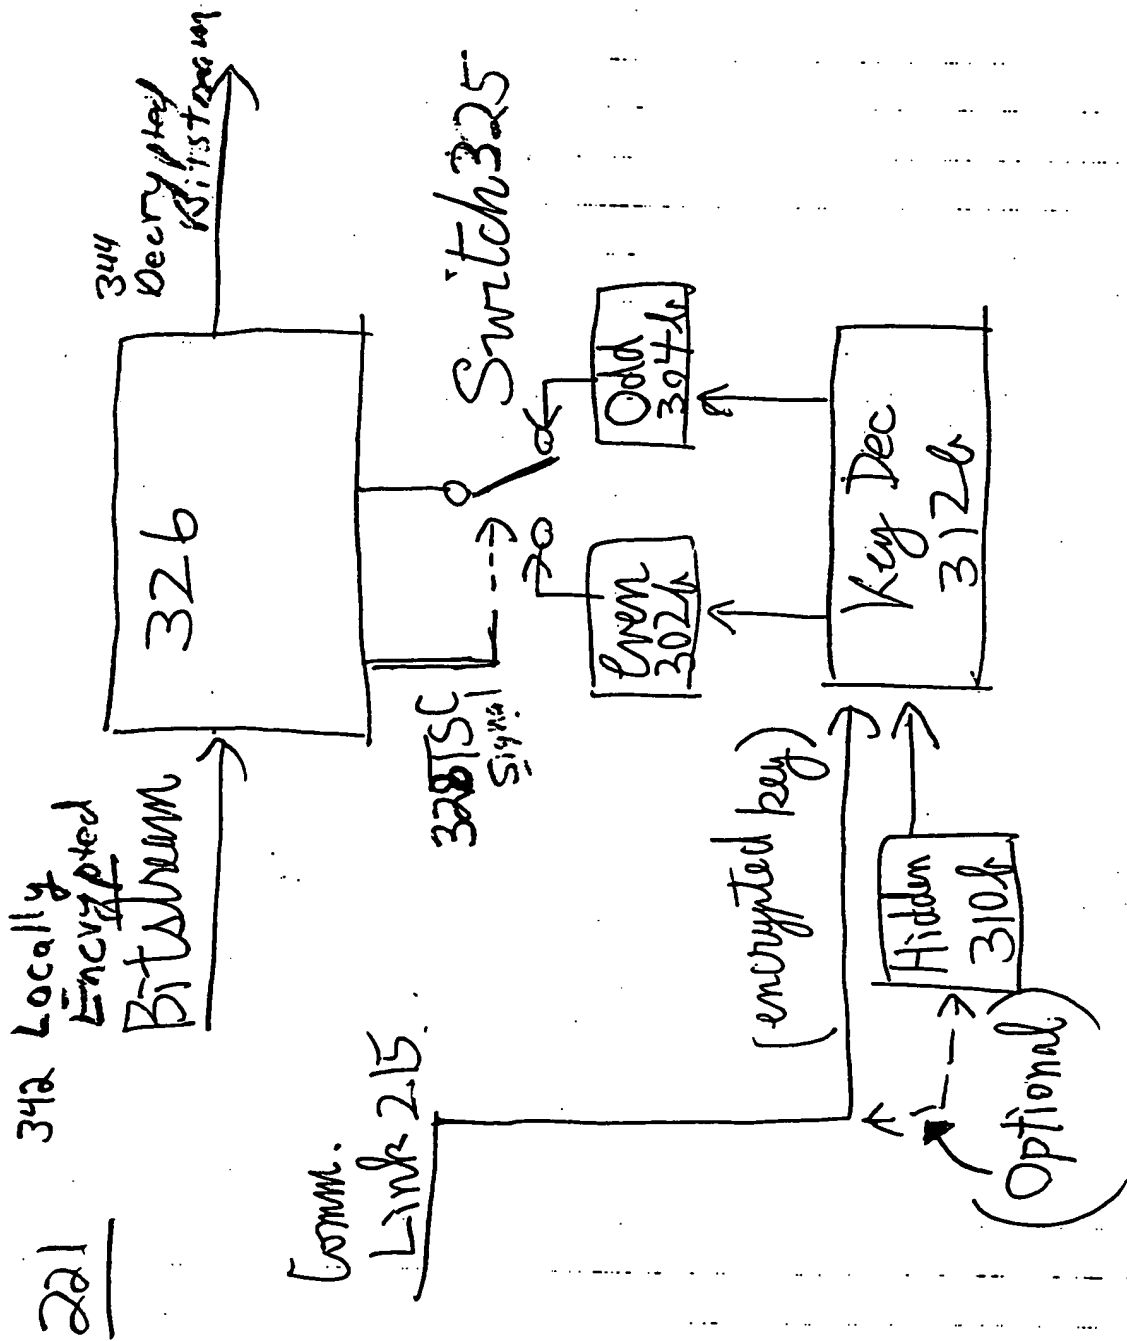 221
342 Locally
Encrypted
Bitstream
344
Decrypted
Bitstream
326
328 TSC
Signal
Switch 325
Comm.
Link 215.
Even
302b
Odd
304b
(encrypted key)
Key Dec
312b
Hidden
310b
(Optional)